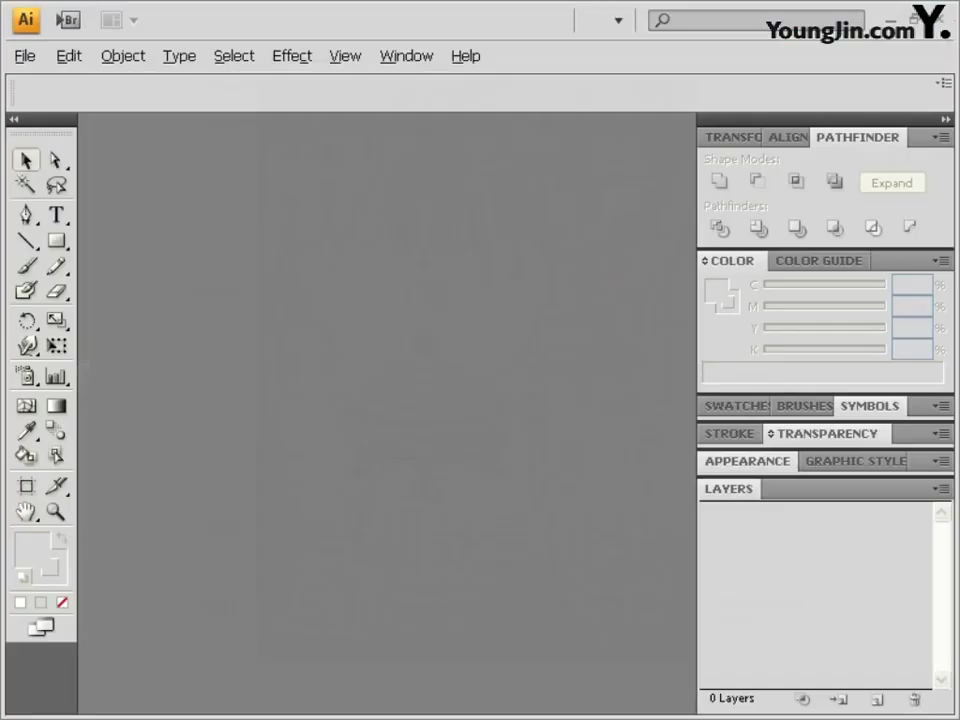 Ai Br
YoungJin.com Y.
File Edit Object Type Select Effect View Window Help
TRANSFO ALIGN PATHFINDER
Shape Modes:
Expand
Pathfinders:
COLOR COLOR GUIDE
C %
M %
Y %
K %
SWATCHE BRUSHES SYMBOLS
STROKE TRANSPARENCY
APPEARANCE GRAPHIC STYLE
LAYERS
0 Layers